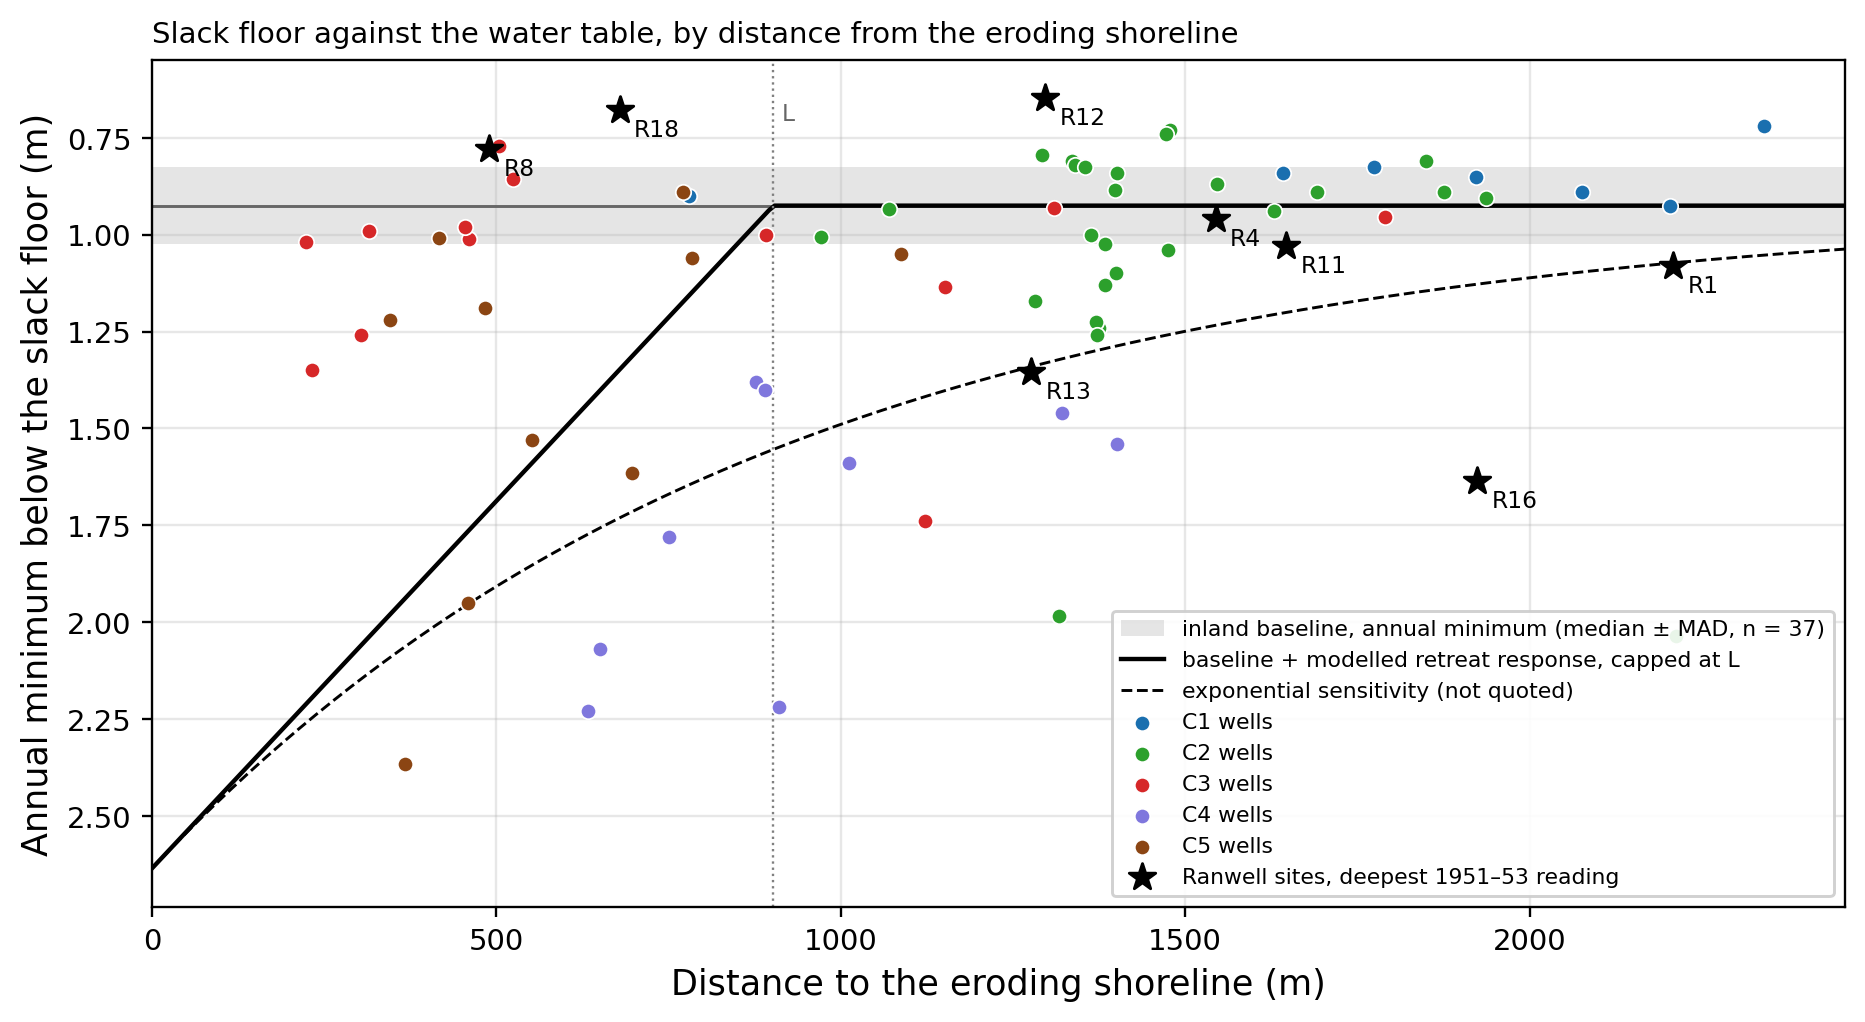 Slack floor against the water table, by distance from the eroding shoreline
Annual minimum below the slack floor (m)
0.75
1.00
1.25
1.50
1.75
2.00
2.25
2.50
L
R18
R8
R12
R4
R11
R1
R13
R16
inland baseline, annual minimum (median ± MAD, n = 37)
baseline + modelled retreat response, capped at L
exponential sensitivity (not quoted)
C1 wells
C2 wells
C3 wells
C4 wells
C5 wells
Ranwell sites, deepest 1951–53 reading
0
500
1000
1500
2000
Distance to the eroding shoreline (m)